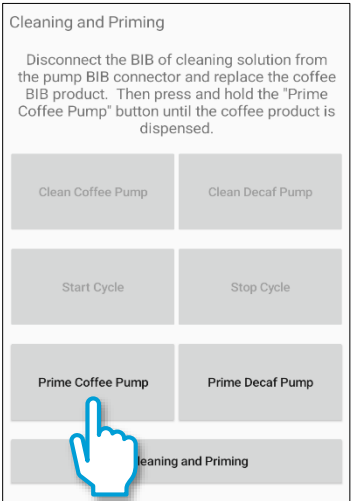 Cleaning and Priming
Disconnect the BIB of cleaning solution from
the pump BIB connector and replace the coffee
BIB product. Then press and hold the "Prime
Coffee Pump" button until the coffee product is
dispensed.
Clean Coffee Pump
Clean Decaf Pump
Start Cycle
Stop Cycle
Prime Coffee Pump
Prime Decaf Pump
and Priming